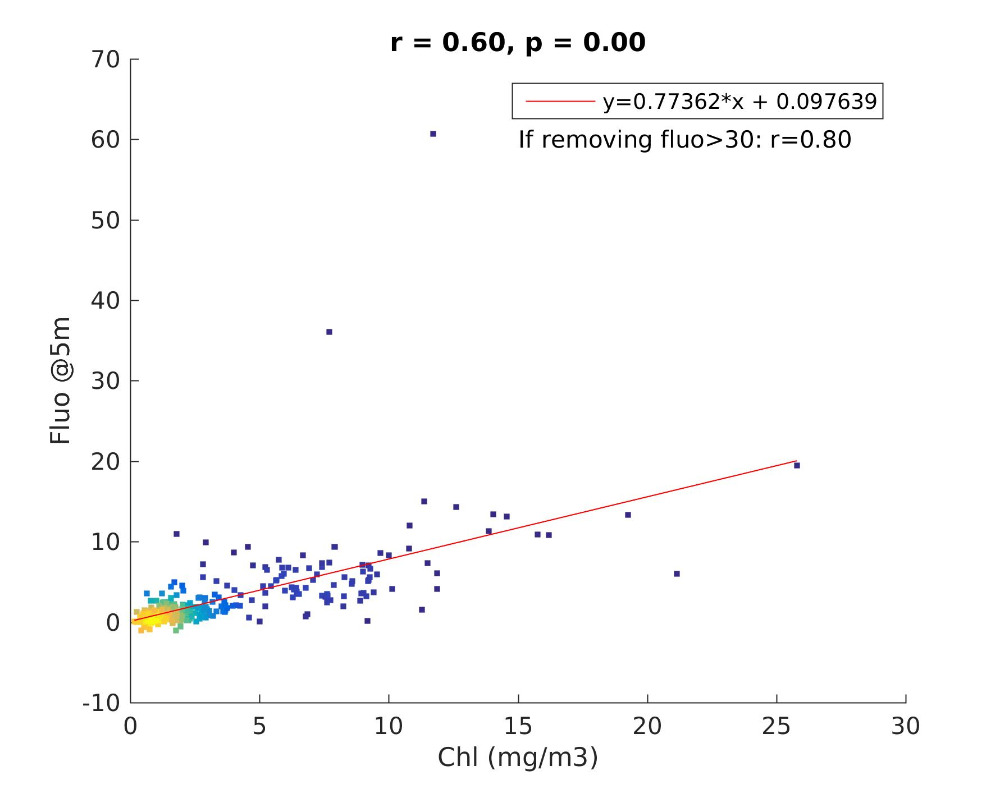 r = 0.60, p = 0.00
70
60
50
40
30
20
10
0
-10
y=0.77362*x + 0.097639
If removing fluo>30: r=0.80
Fluo @5m
0 5 10 15 20 25 30
Chl (mg/m3)